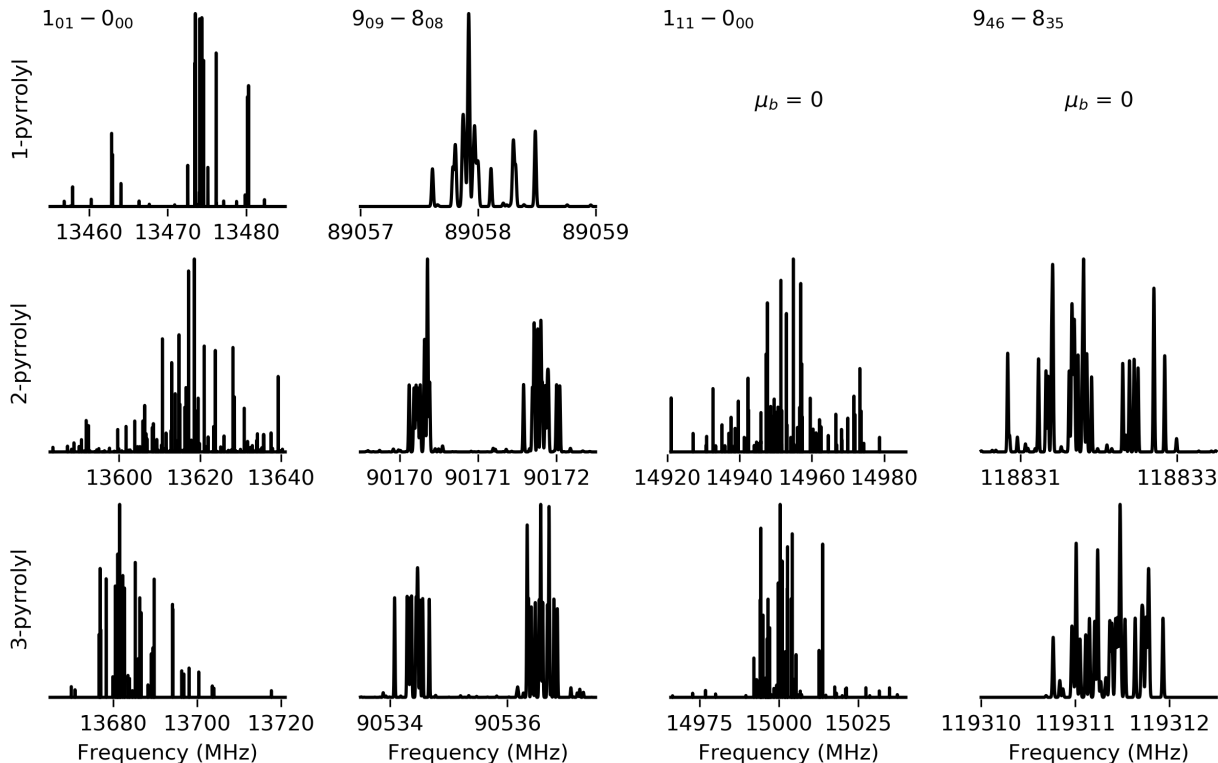 1₀₁ − 0₀₀ 9₀₉ − 8₀₈ 1₁₁ − 0₀₀ 9₄₆ − 8₃₅
1-pyrrolyl
μ_b = 0 μ_b = 0
13460 13470 13480 89057 89058 89059
2-pyrrolyl
13600 13620 13640 90170 90171 90172 14920 14940 14960 14980 118831 118833
3-pyrrolyl
13680 13700 13720 90534 90536 14975 15000 15025 119310 119311 119312
Frequency (MHz) Frequency (MHz) Frequency (MHz) Frequency (MHz)